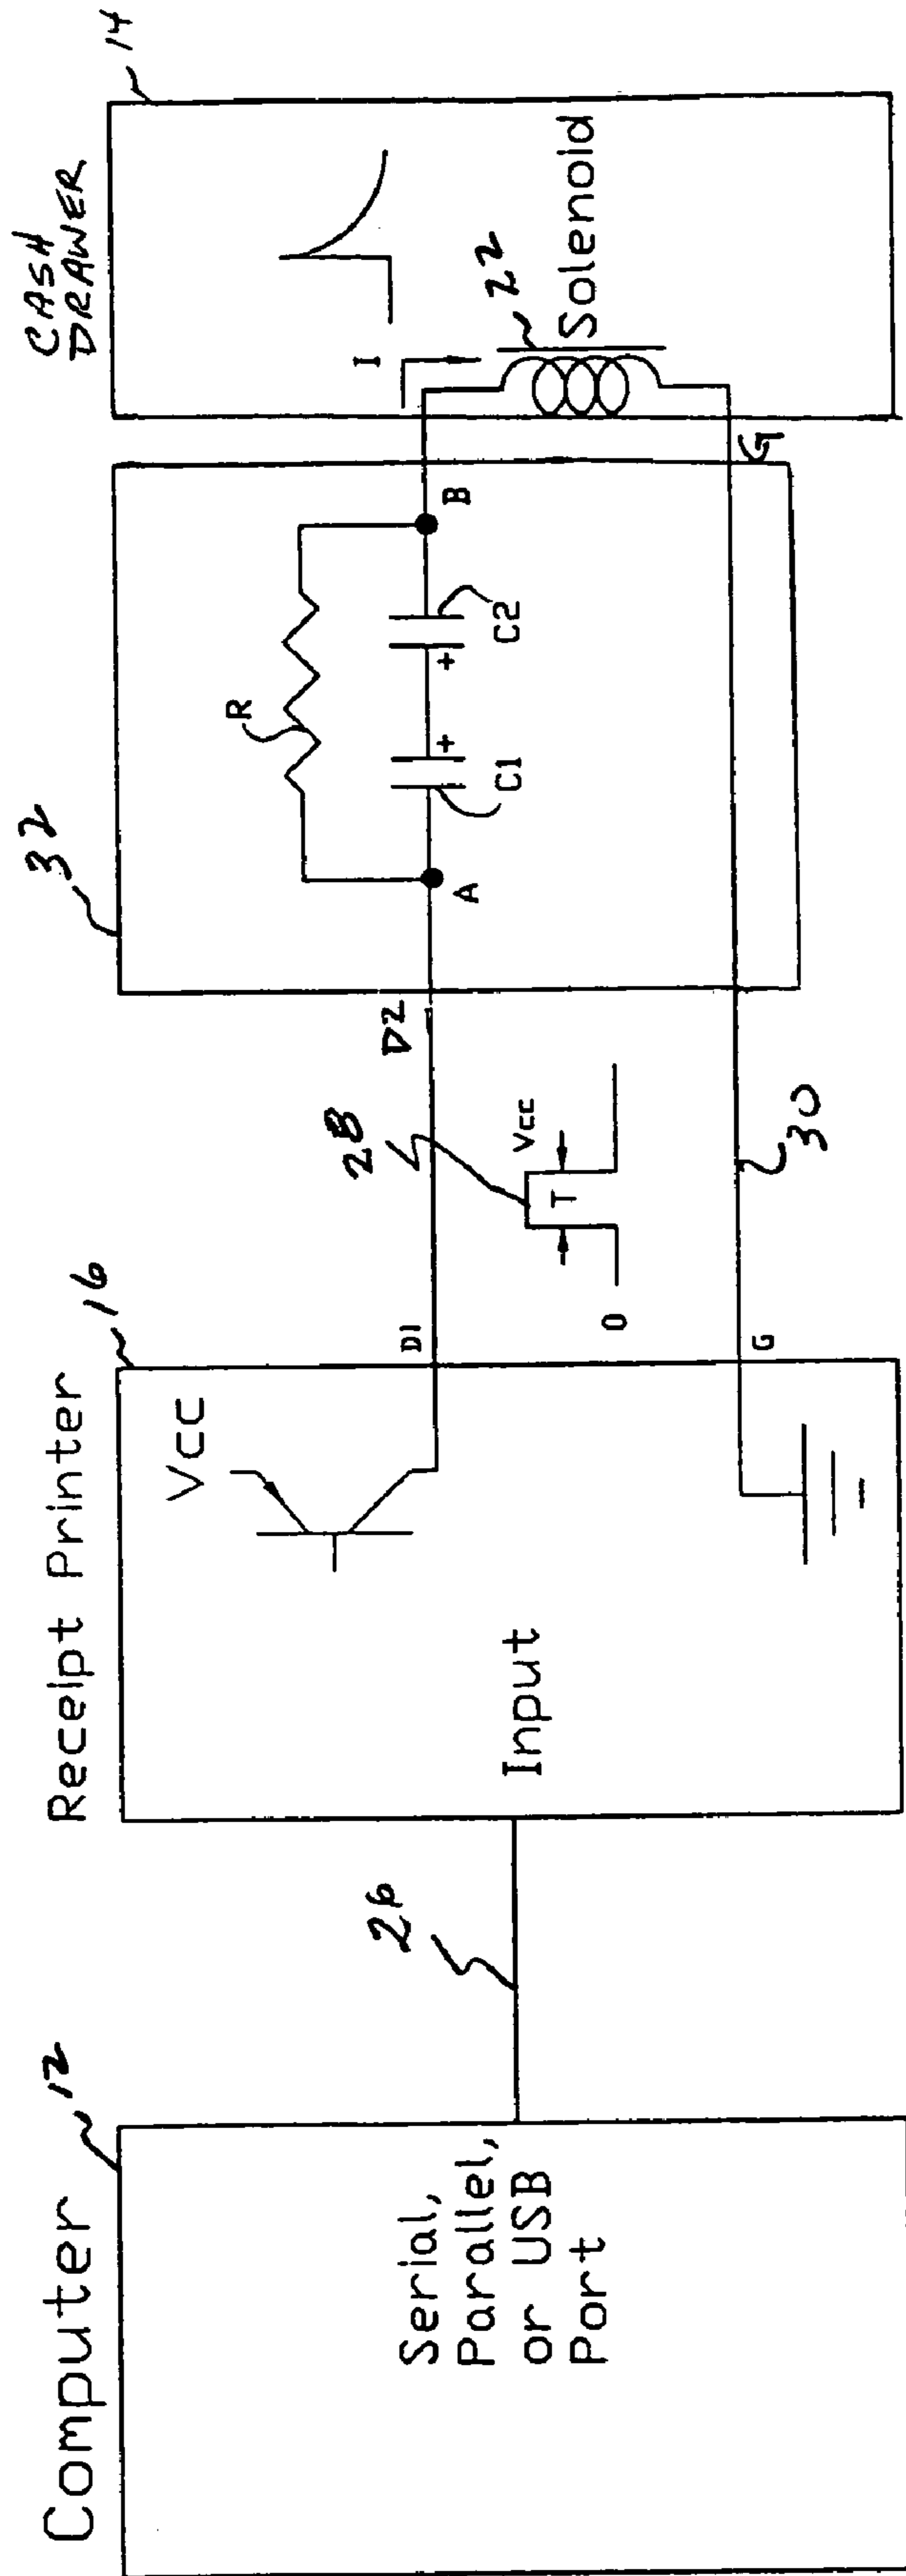 Computer
12
Serial,
Parallel,
or USB
Port
26
Receipt Printer
16
Vcc
Input
D1
G
28
0
T
Vcc
30
D2
32
A
R
C1
+
+
C2
B
G
CASH
DRAWER
14
I
22
Solenoid